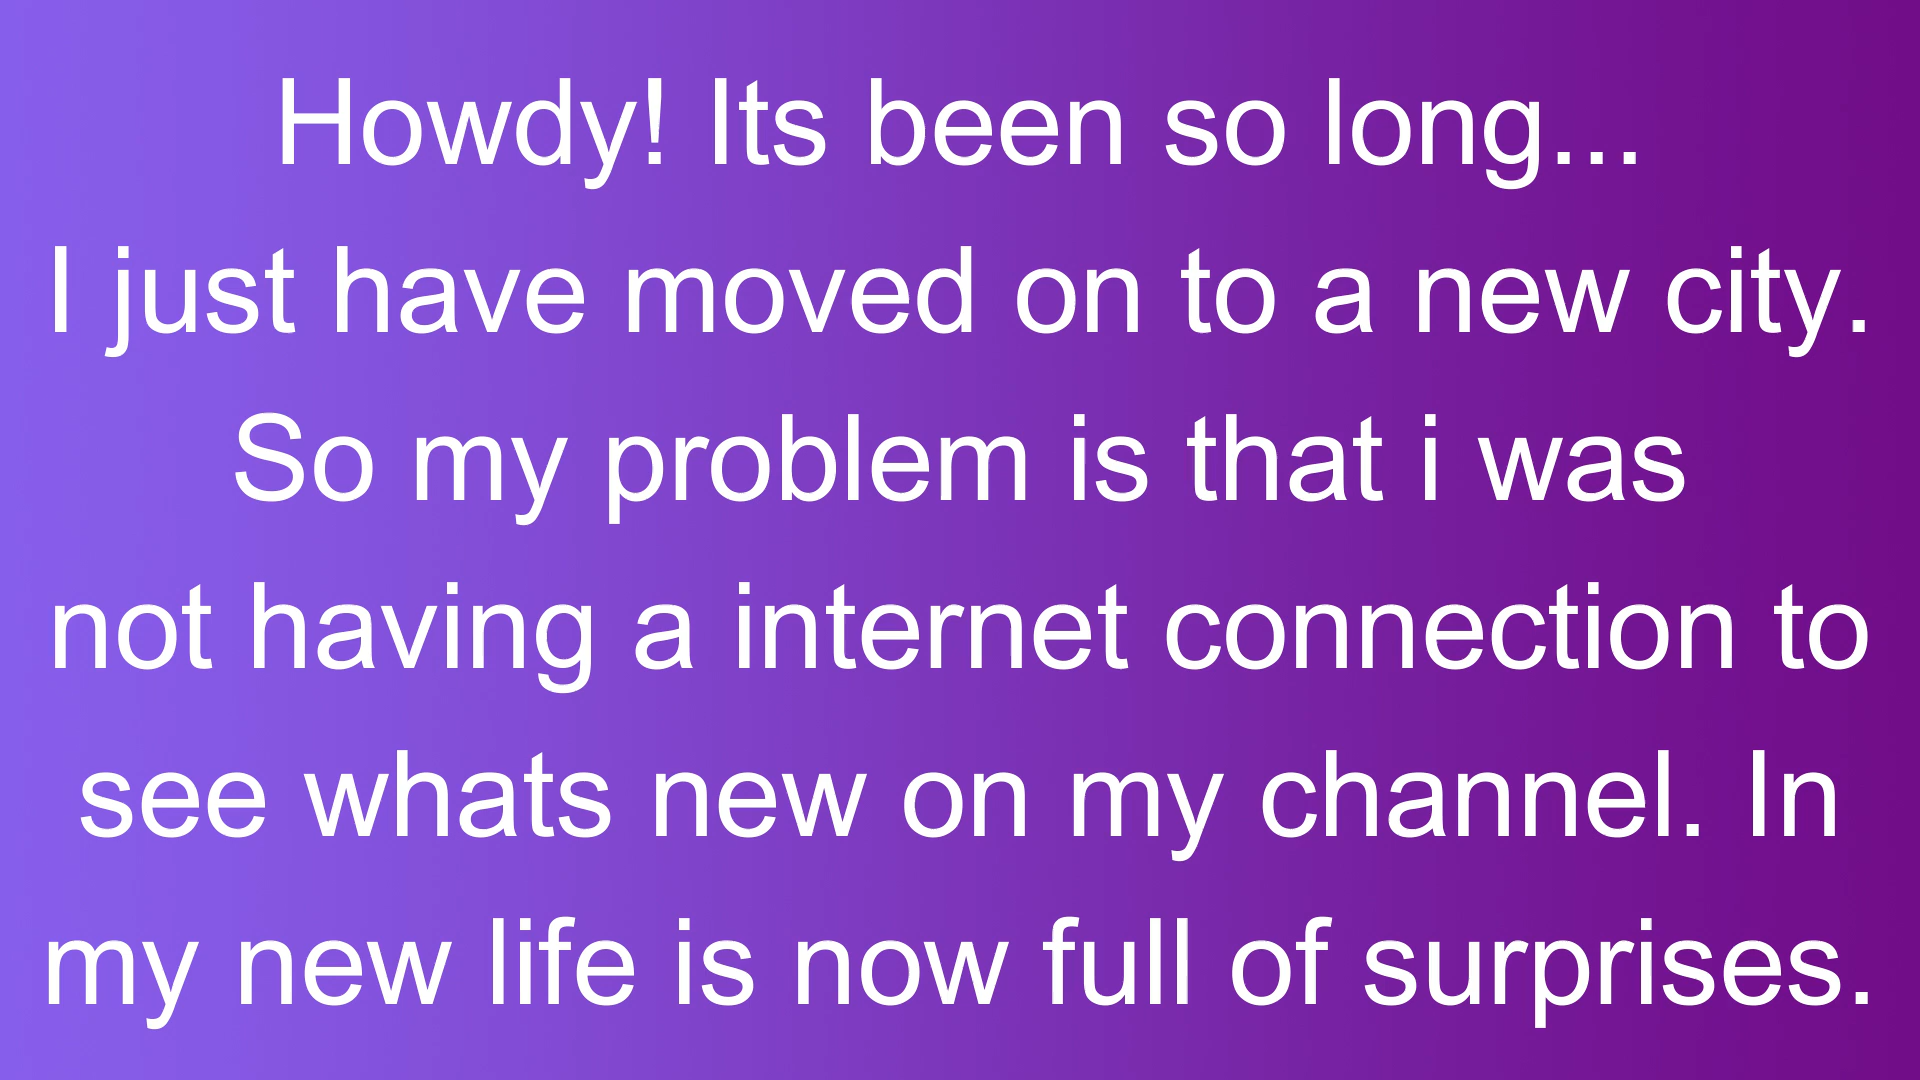 Howdy! Its been so long...
I just have moved on to a new city.
So my problem is that i was
not having a internet connection to
see whats new on my channel. In
my new life is now full of surprises.